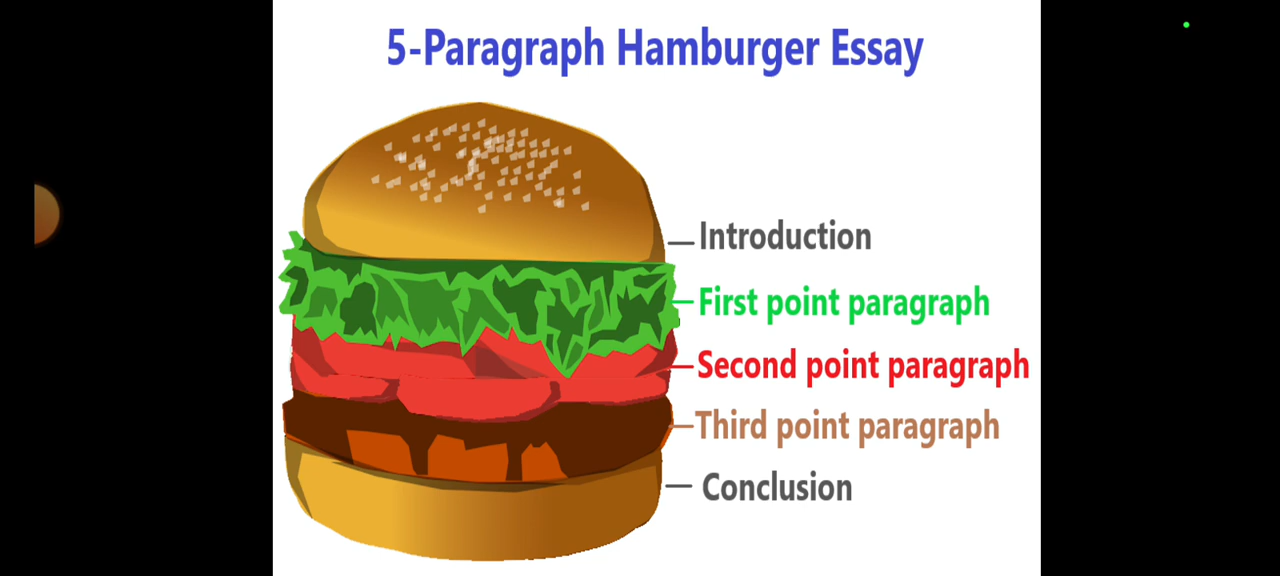 5-Paragraph Hamburger Essay
Introduction
First point paragraph
Second point paragraph
Third point paragraph
Conclusion